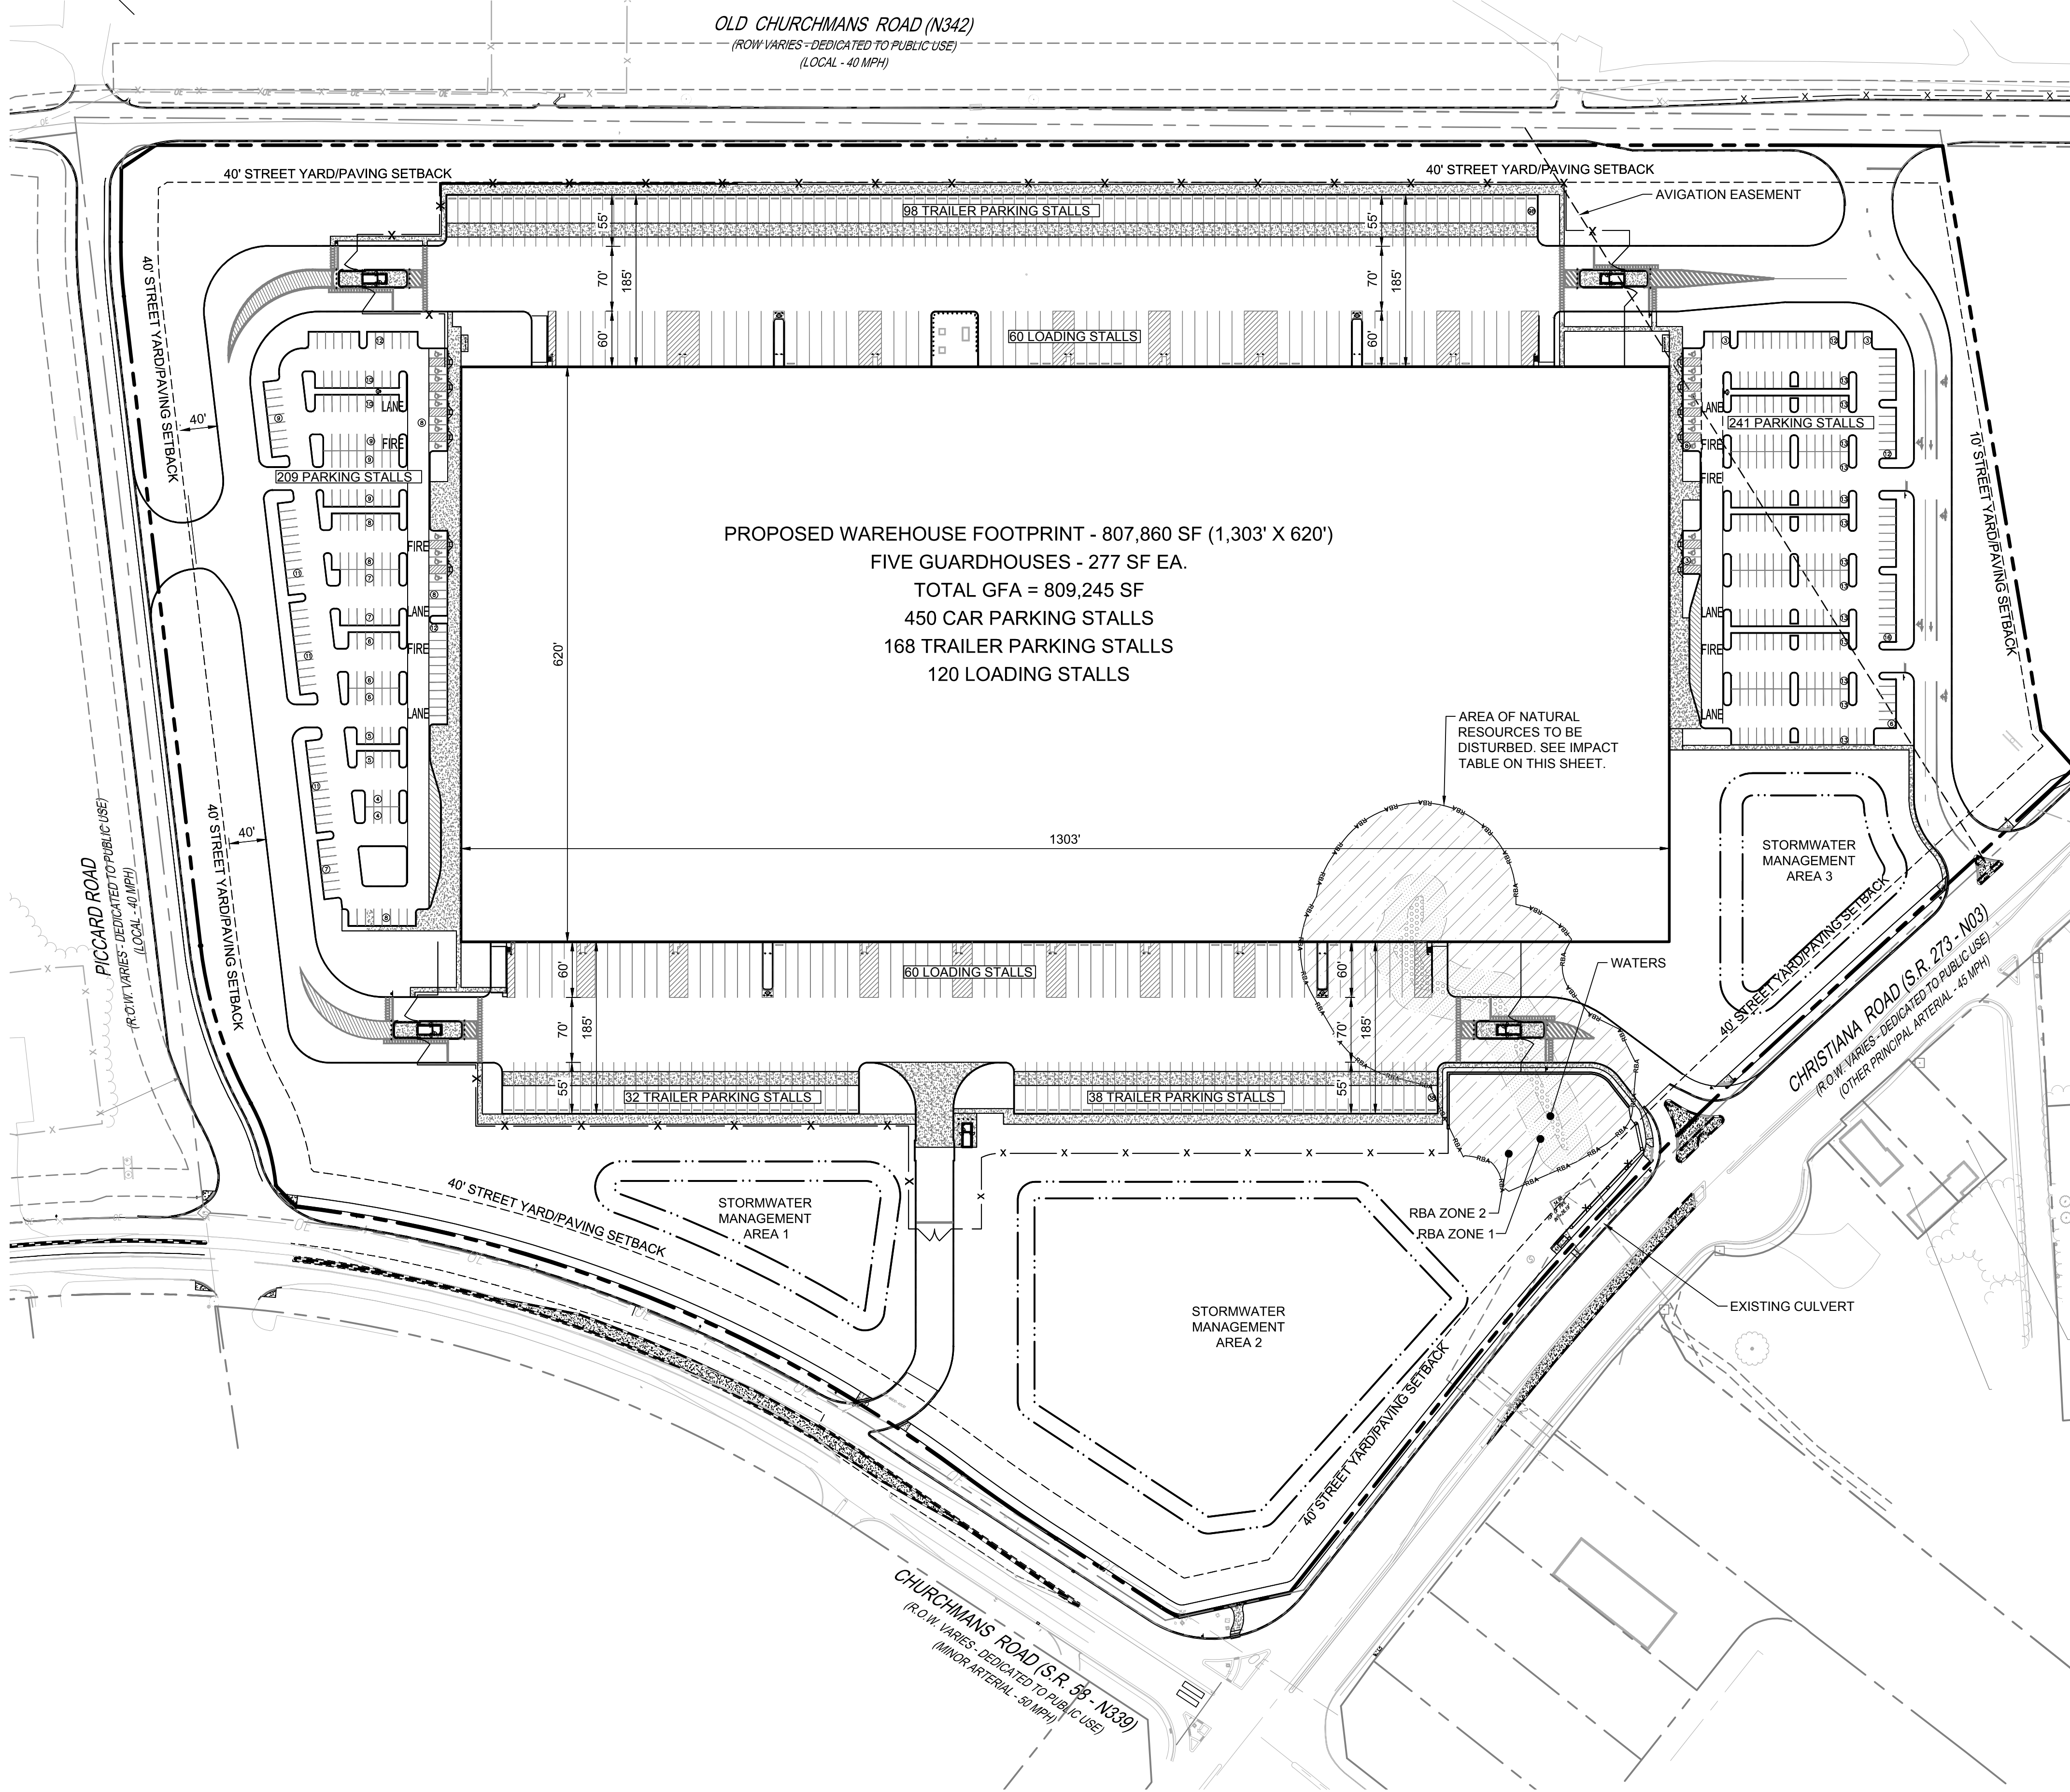 OLD CHURCHMANS ROAD (N342)
(ROW VARIES - DEDICATED TO PUBLIC USE)
(LOCAL - 40 MPH)
40' STREET YARD/PAVING SETBACK
40' STREET YARD/PAVING SETBACK
AVIGATION EASEMENT
98 TRAILER PARKING STALLS
55'
70'
185'
60'
55'
70'
185'
60'
60 LOADING STALLS
40' STREET YARD/PAVING SETBACK
40'
LANE
FIRE
209 PARKING STALLS
FIRE
LANE
FIRE
LANE
LANE
241 PARKING STALLS
FIRE
FIRE
LANE
FIRE
LANE
10' STREET YARD/PAVING SETBACK
PROPOSED WAREHOUSE FOOTPRINT - 807,860 SF (1,303' X 620')
FIVE GUARDHOUSES - 277 SF EA.
TOTAL GFA = 809,245 SF
450 CAR PARKING STALLS
168 TRAILER PARKING STALLS
120 LOADING STALLS
620'
AREA OF NATURAL
RESOURCES TO BE
DISTURBED. SEE IMPACT
TABLE ON THIS SHEET.
1303'
40' STREET YARD/PAVING SETBACK
40'
PICCARD ROAD
(R.O.W. VARIES - DEDICATED TO PUBLIC USE)
(LOCAL - 40 MPH)
STORMWATER
MANAGEMENT
AREA 3
40' STREET YARD/PAVING SETBACK
CHRISTIANA ROAD (S.R. 273 - N03)
(R.O.W. VARIES - DEDICATED TO PUBLIC USE)
(OTHER PRINCIPAL ARTERIAL - 45 MPH)
60 LOADING STALLS
60'
70'
185'
55'
60'
70'
185'
55'
WATERS
32 TRAILER PARKING STALLS
38 TRAILER PARKING STALLS
40' STREET YARD/PAVING SETBACK
STORMWATER
MANAGEMENT
AREA 1
RBA ZONE 2
RBA ZONE 1
STORMWATER
MANAGEMENT
AREA 2
EXISTING CULVERT
40' STREET YARD/PAVING SETBACK
CHURCHMANS ROAD (S.R. 58 - N339)
(R.O.W. VARIES - DEDICATED TO PUBLIC USE)
(MINOR ARTERIAL - 50 MPH)